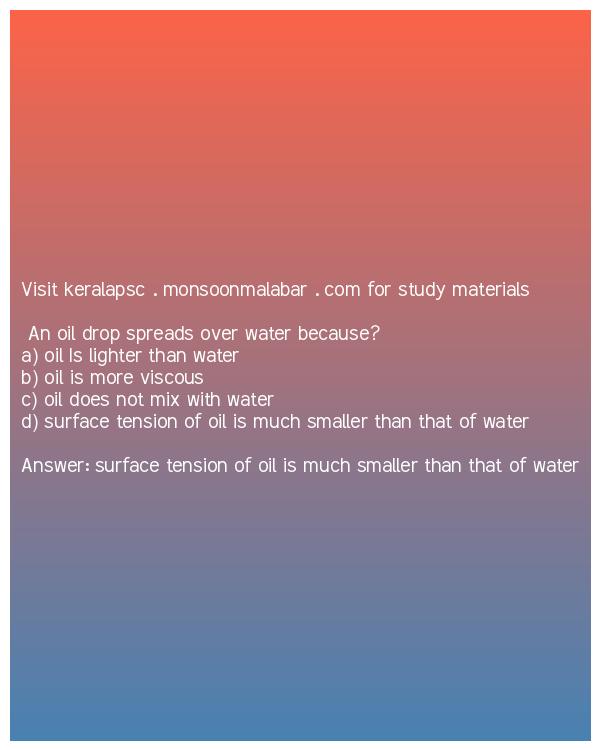 Visit keralapsc .monsoonmalabar .com for study materials
An oil drop spreads over water because?
a) oil Is lighter than water
b) oil is more viscous
c) oil does not mix with water
d) surface tension of oil is much smaller than that of water
Answer: surface tension of oil is much smaller than that of water